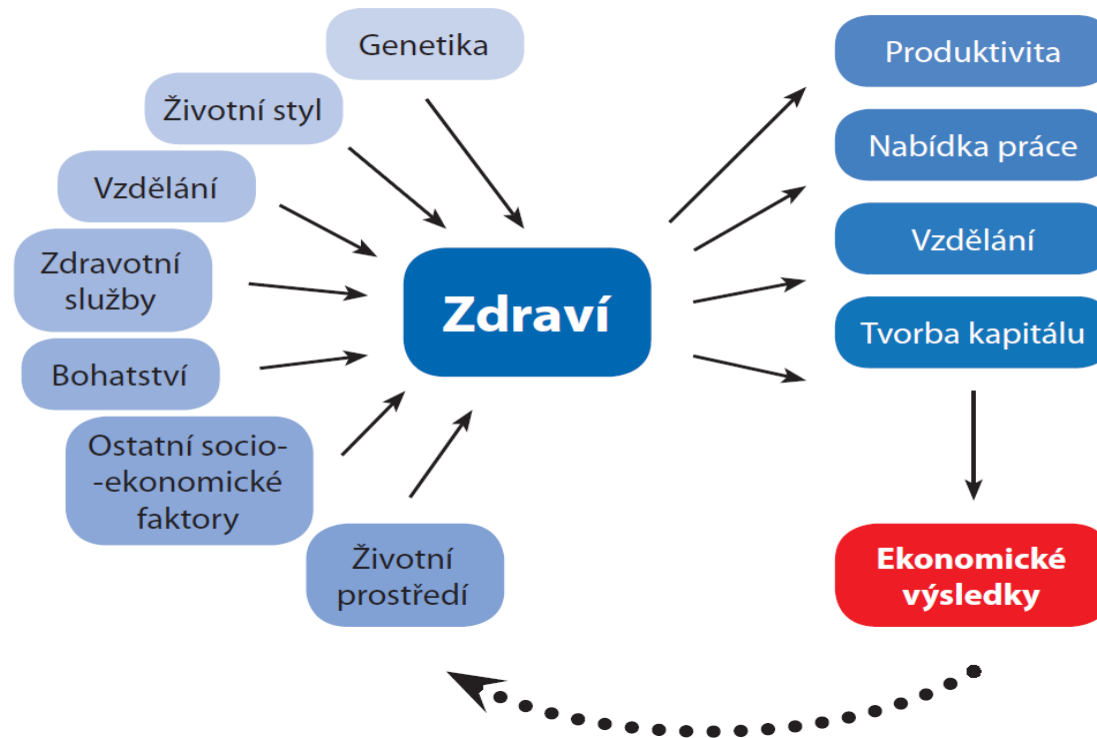 Genetika
Životní styl
Vzdělání
Zdravotní
služby
Bohatství
Ostatní socio-
-ekonomické
faktory
Životní
prostředí
Zdraví
Produktivita
Nabídka práce
Vzdělání
Tvorba kapitálu
Ekonomické
výsledky